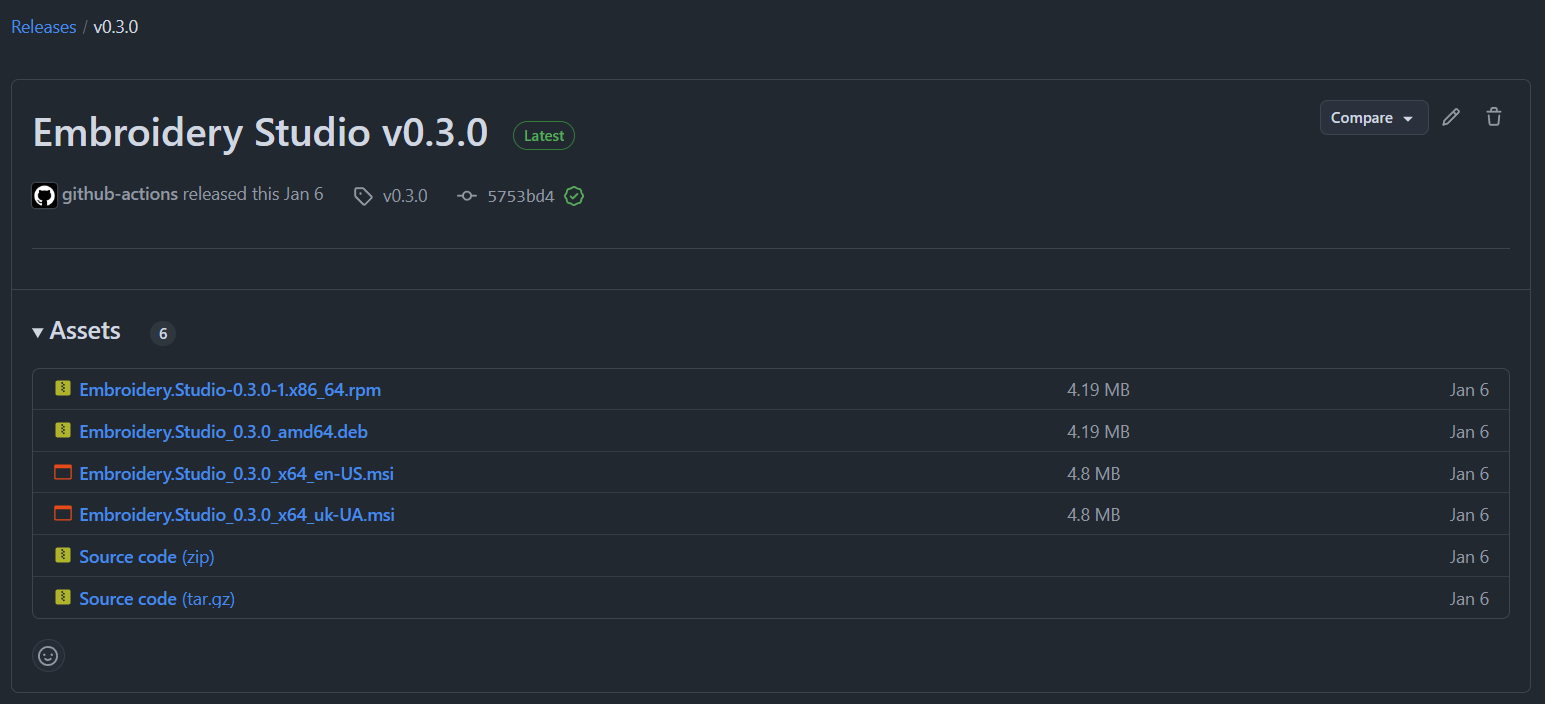 Releases / v0.3.0
Embroidery Studio v0.3.0 Latest
Compare
github-actions released this Jan 6 v0.3.0 5753bd4
Assets 6
Embroidery.Studio-0.3.0-1.x86_64.rpm 4.19 MB Jan 6
Embroidery.Studio_0.3.0_amd64.deb 4.19 MB Jan 6
Embroidery.Studio_0.3.0_x64_en-US.msi 4.8 MB Jan 6
Embroidery.Studio_0.3.0_x64_uk-UA.msi 4.8 MB Jan 6
Source code (zip) Jan 6
Source code (tar.gz) Jan 6